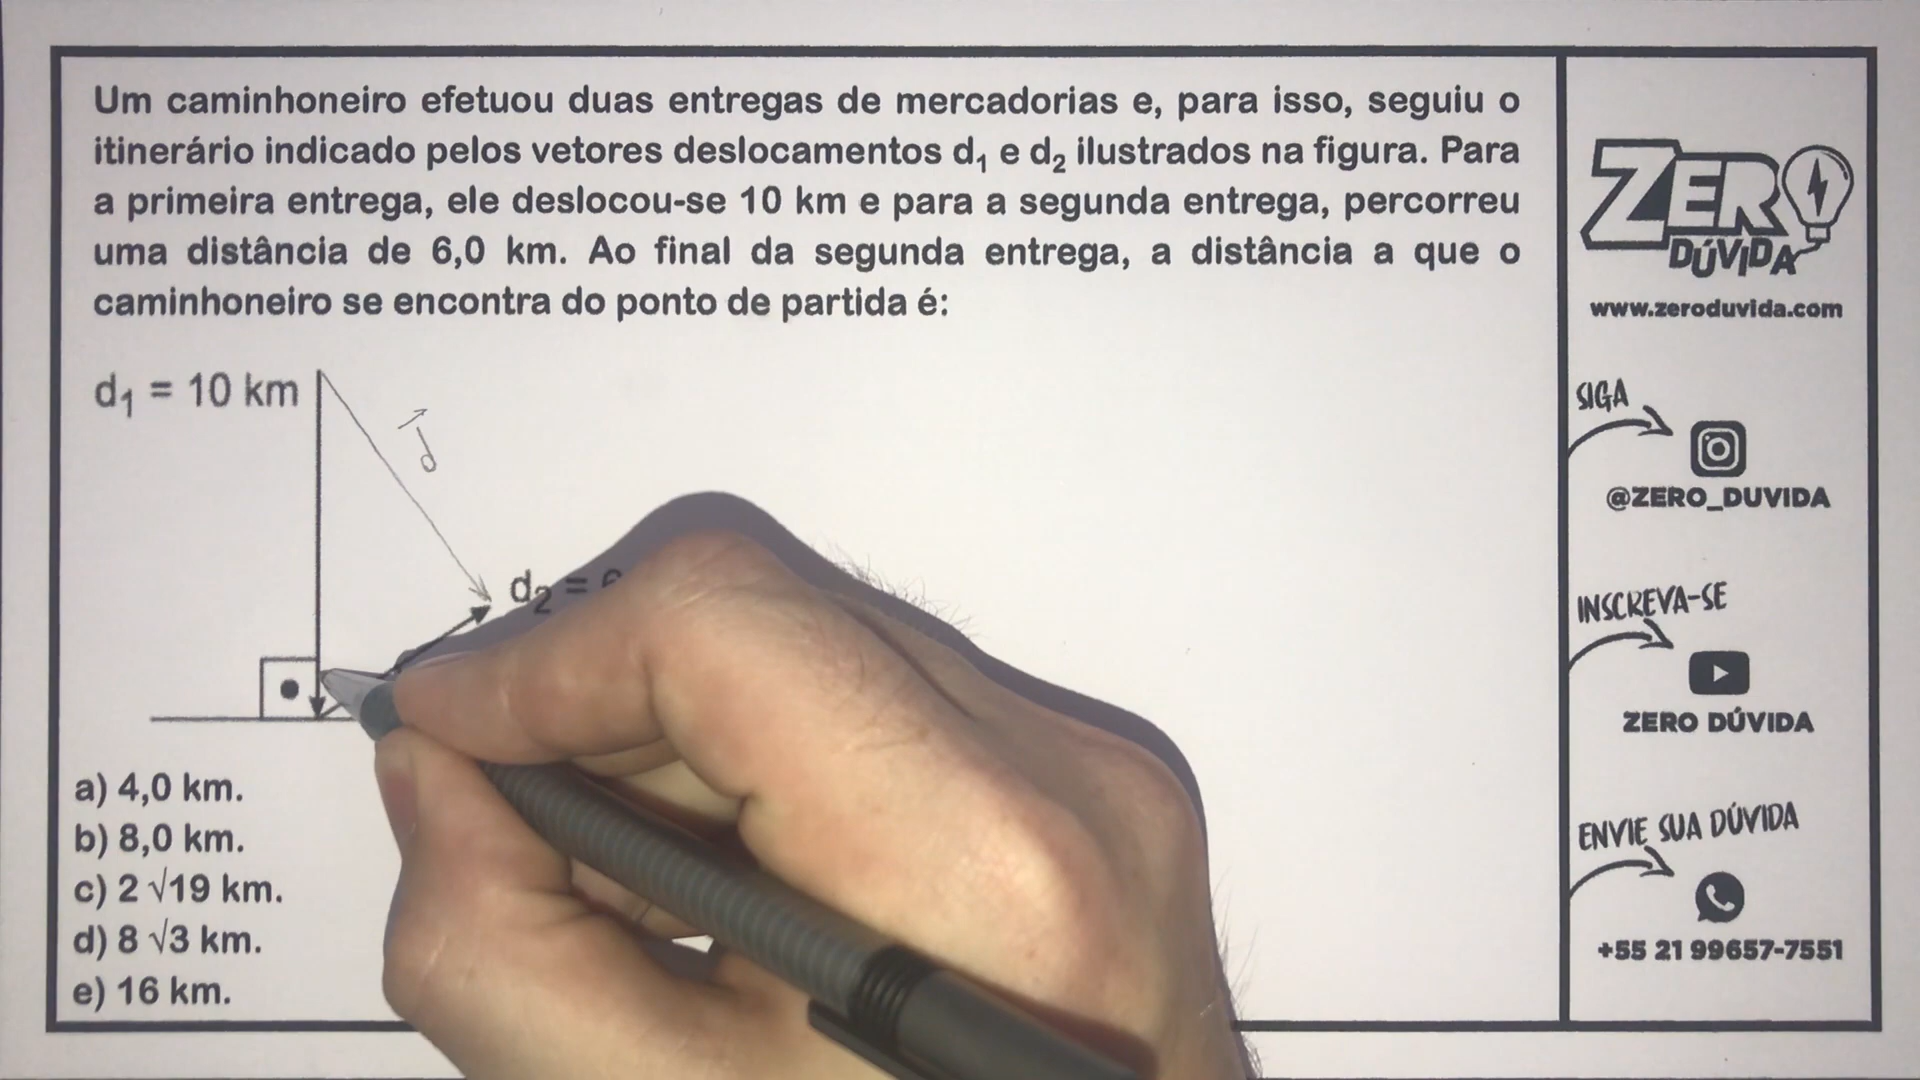 Um caminhoneiro efetuou duas entregas de mercadorias e, para isso, seguiu o
itinerário indicado pelos vetores deslocamentos d₁ e d₂ ilustrados na figura. Para
a primeira entrega, ele deslocou-se 10 km e para a segunda entrega, percorreu
uma distância de 6,0 km. Ao final da segunda entrega, a distância a que o
caminhoneiro se encontra do ponto de partida é:
d₁ = 10 km
d
d₂ =
a) 4,0 km.
b) 8,0 km.
c) 2 √19 km.
d) 8 √3 km.
e) 16 km.
ZERO
DÚVIDA
www.zeroduvida.com
SIGA
@ZERO_DUVIDA
INSCREVA-SE
ZERO DÚVIDA
ENVIE SUA DÚVIDA
+55 21 99657-7551